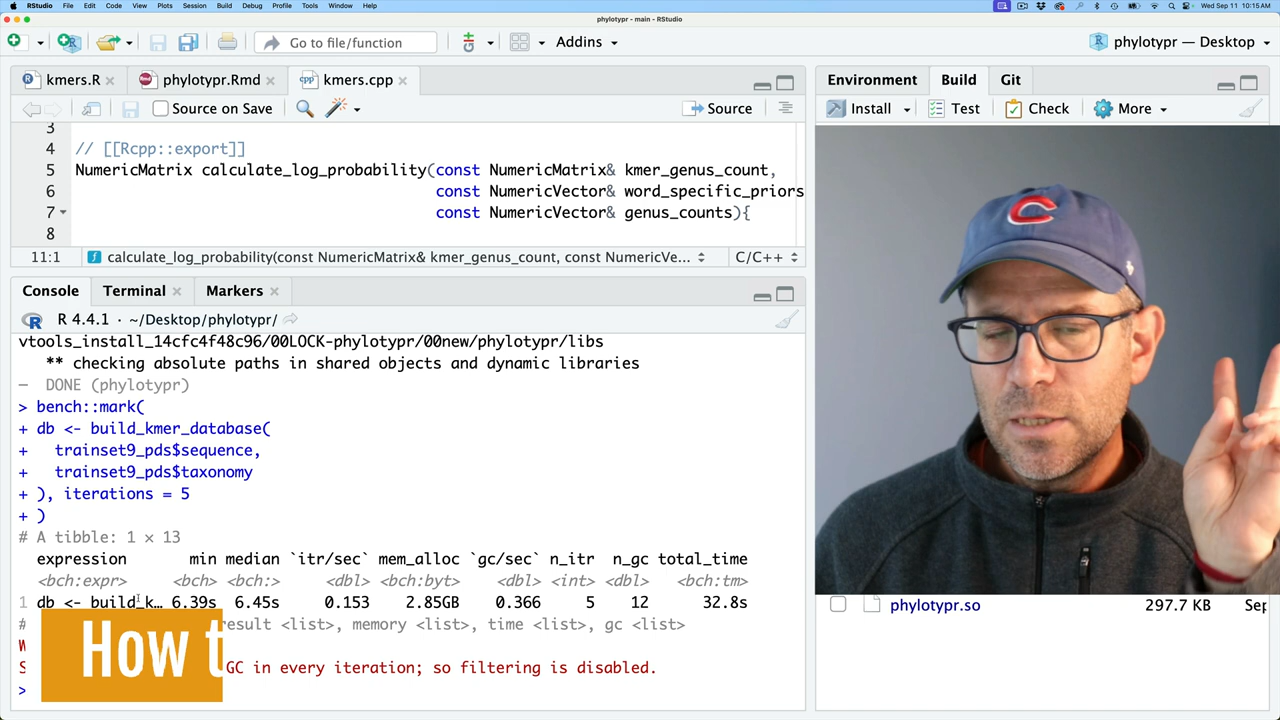 RStudio File Edit Code View Plots Session Build Debug Profile Tools Window Help Wed Sep 11 10:15 AM
phylotypr - main - RStudio
Go to file/function Addins phylotypr — Desktop
kmers.R phylotypr.Rmd kmers.cpp
Source on Save Source
3
4 // [[Rcpp::export]]
5 NumericMatrix calculate_log_probability(const NumericMatrix& kmer_genus_count,
6 const NumericVector& word_specific_priors
7 const NumericVector& genus_counts){
8
11:1 calculate_log_probability(const NumericMatrix& kmer_genus_count, const NumericVe... C/C++
Console Terminal Markers
R 4.4.1 · ~/Desktop/phylotypr/
vtools_install_14cfc4f48c96/00LOCK-phylotypr/00new/phylotypr/libs
** checking absolute paths in shared objects and dynamic libraries
─ DONE (phylotypr)
> bench::mark(
+ db <- build_kmer_database(
+ trainset9_pds$sequence,
+ trainset9_pds$taxonomy
+ ), iterations = 5
+ )
# A tibble: 1 × 13
expression min median `itr/sec` mem_alloc `gc/sec` n_itr n_gc total_time
<bch:expr> <bch> <bch:> <dbl> <bch:byt> <dbl> <int> <dbl> <bch:tm>
1 db <- build_k… 6.39s 6.45s 0.153 2.85GB 0.366 5 12 32.8s
# result <list>, memory <list>, time <list>, gc <list>
W
S GC in every iteration; so filtering is disabled.
>
How t
Environment Build Git
Install Test Check More
C
phylotypr.so 297.7 KB Sep